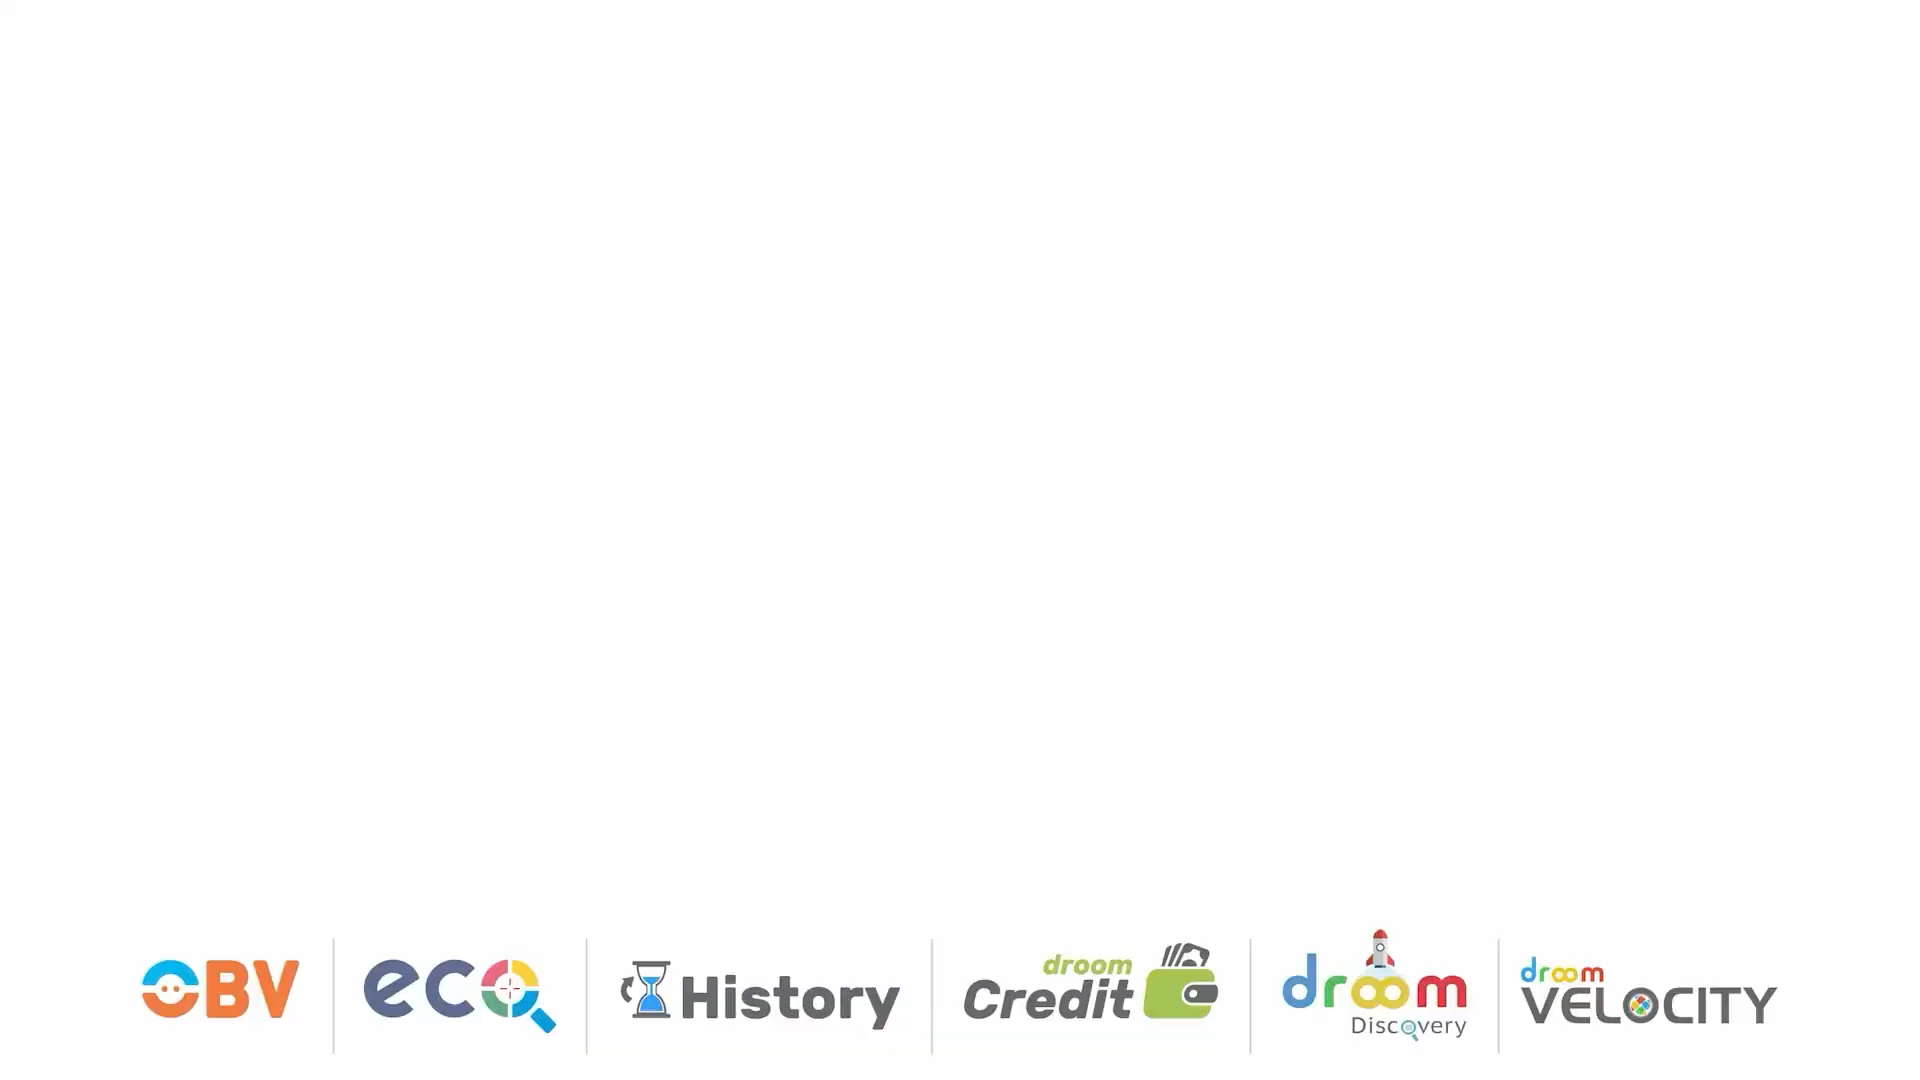 OBV
eco
History
droom
Credit
droom
Discovery
droom
VELOCITY